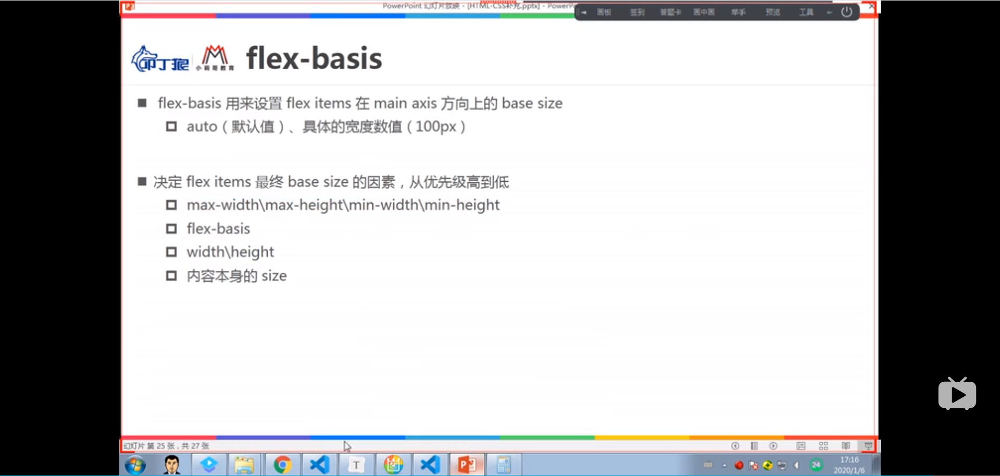 PowerPoint 幻灯片放映 - [HTML-CSS补充.pptx] - PowerPo
画板 签到 答题卡 画中画 举手 预览 工具
叩丁狼 小码哥教育 flex-basis
flex-basis 用来设置 flex items 在 main axis 方向上的 base size
auto（默认值）、具体的宽度数值（100px）
决定 flex items 最终 base size 的因素，从优先级高到低
max-width\max-height\min-width\min-height
flex-basis
width\height
内容本身的 size
幻灯片 第 25 张，共 27 张
T
24
17:16
2020/1/6